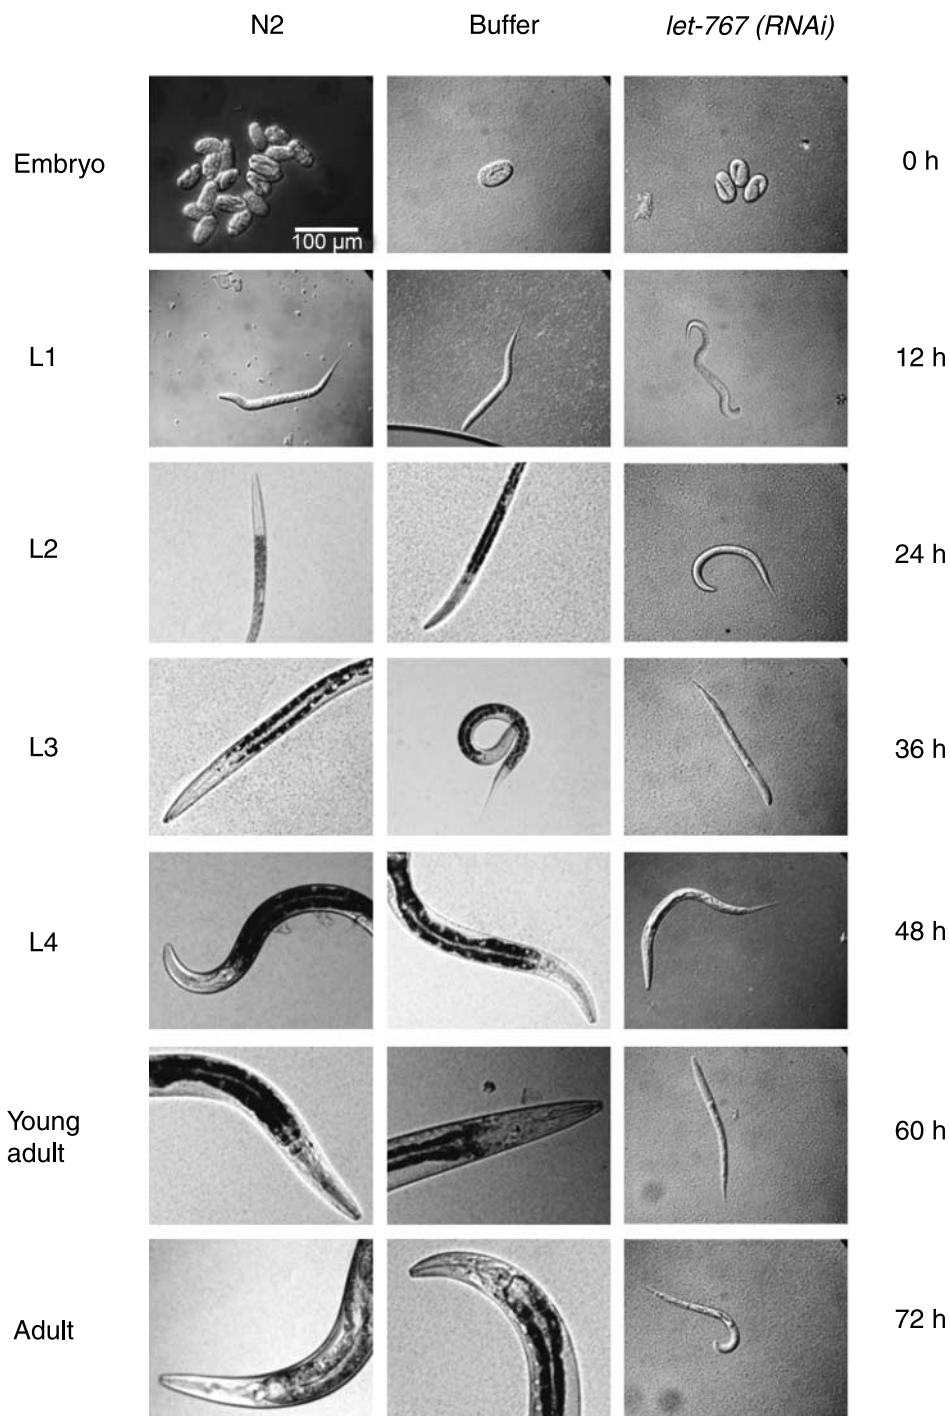 N2 Buffer let-767 (RNAi)
Embryo 0 h
100 µm
L1 12 h
L2 24 h
L3 36 h
L4 48 h
Young
adult 60 h
Adult 72 h